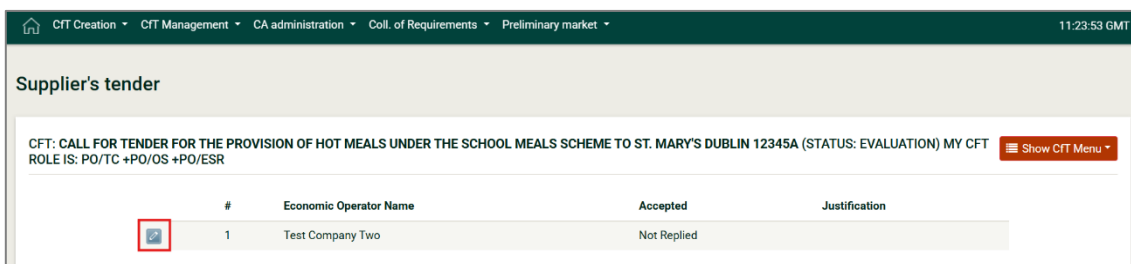 CfT Creation CfT Management CA administration Coll. of Requirements Preliminary market 11:23:53 GMT
Supplier's tender
CFT: CALL FOR TENDER FOR THE PROVISION OF HOT MEALS UNDER THE SCHOOL MEALS SCHEME TO ST. MARY'S DUBLIN 12345A (STATUS: EVALUATION) MY CFT
ROLE IS: PO/TC +PO/OS +PO/ESR
Show CfT Menu
# Economic Operator Name Accepted Justification
1 Test Company Two Not Replied